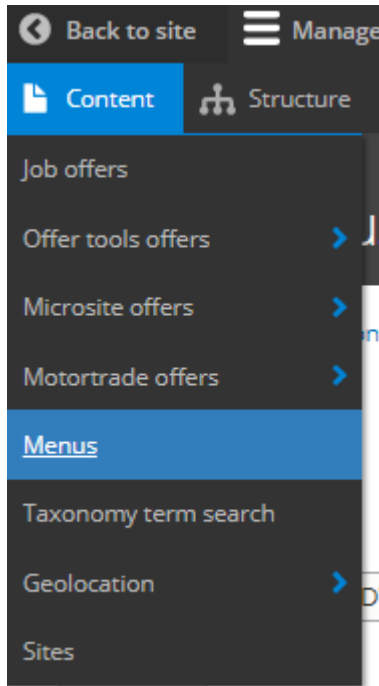 Back to site Manage
Content Structure
Job offers
Offer tools offers
Microsite offers
Motortrade offers
Menus
Taxonomy term search
Geolocation
Sites